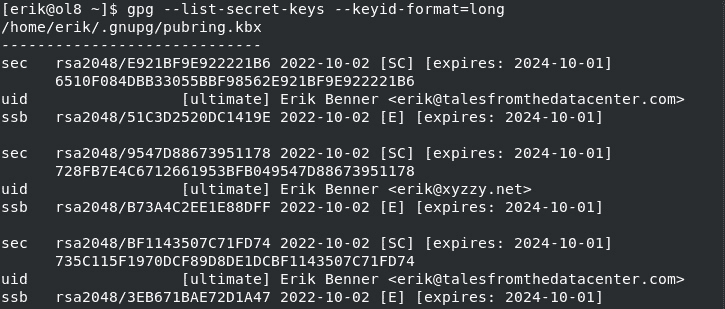 [erik@ol8 ~]$ gpg --list-secret-keys --keyid-format=long
/home/erik/.gnupg/pubring.kbx
-----------------------------
sec   rsa2048/E921BF9E922221B6 2022-10-02 [SC] [expires: 2024-10-01]
      6510F084DBB33055BBF98562E921BF9E922221B6
uid                 [ultimate] Erik Benner <erik@talesfromthedatacenter.com>
ssb   rsa2048/51C3D2520DC1419E 2022-10-02 [E] [expires: 2024-10-01]

sec   rsa2048/9547D88673951178 2022-10-02 [SC] [expires: 2024-10-01]
      728FB7E4C6712661953BFB049547D88673951178
uid                 [ultimate] Erik Benner <erik@xyzzy.net>
ssb   rsa2048/B73A4C2EE1E88DFF 2022-10-02 [E] [expires: 2024-10-01]

sec   rsa2048/BF1143507C71FD74 2022-10-02 [SC] [expires: 2024-10-01]
      735C115F1970DCF89D8DE1DCBF1143507C71FD74
uid                 [ultimate] Erik Benner <erik@talesfromthedatacenter.com>
ssb   rsa2048/3EB671BAE72D1A47 2022-10-02 [E] [expires: 2024-10-01]